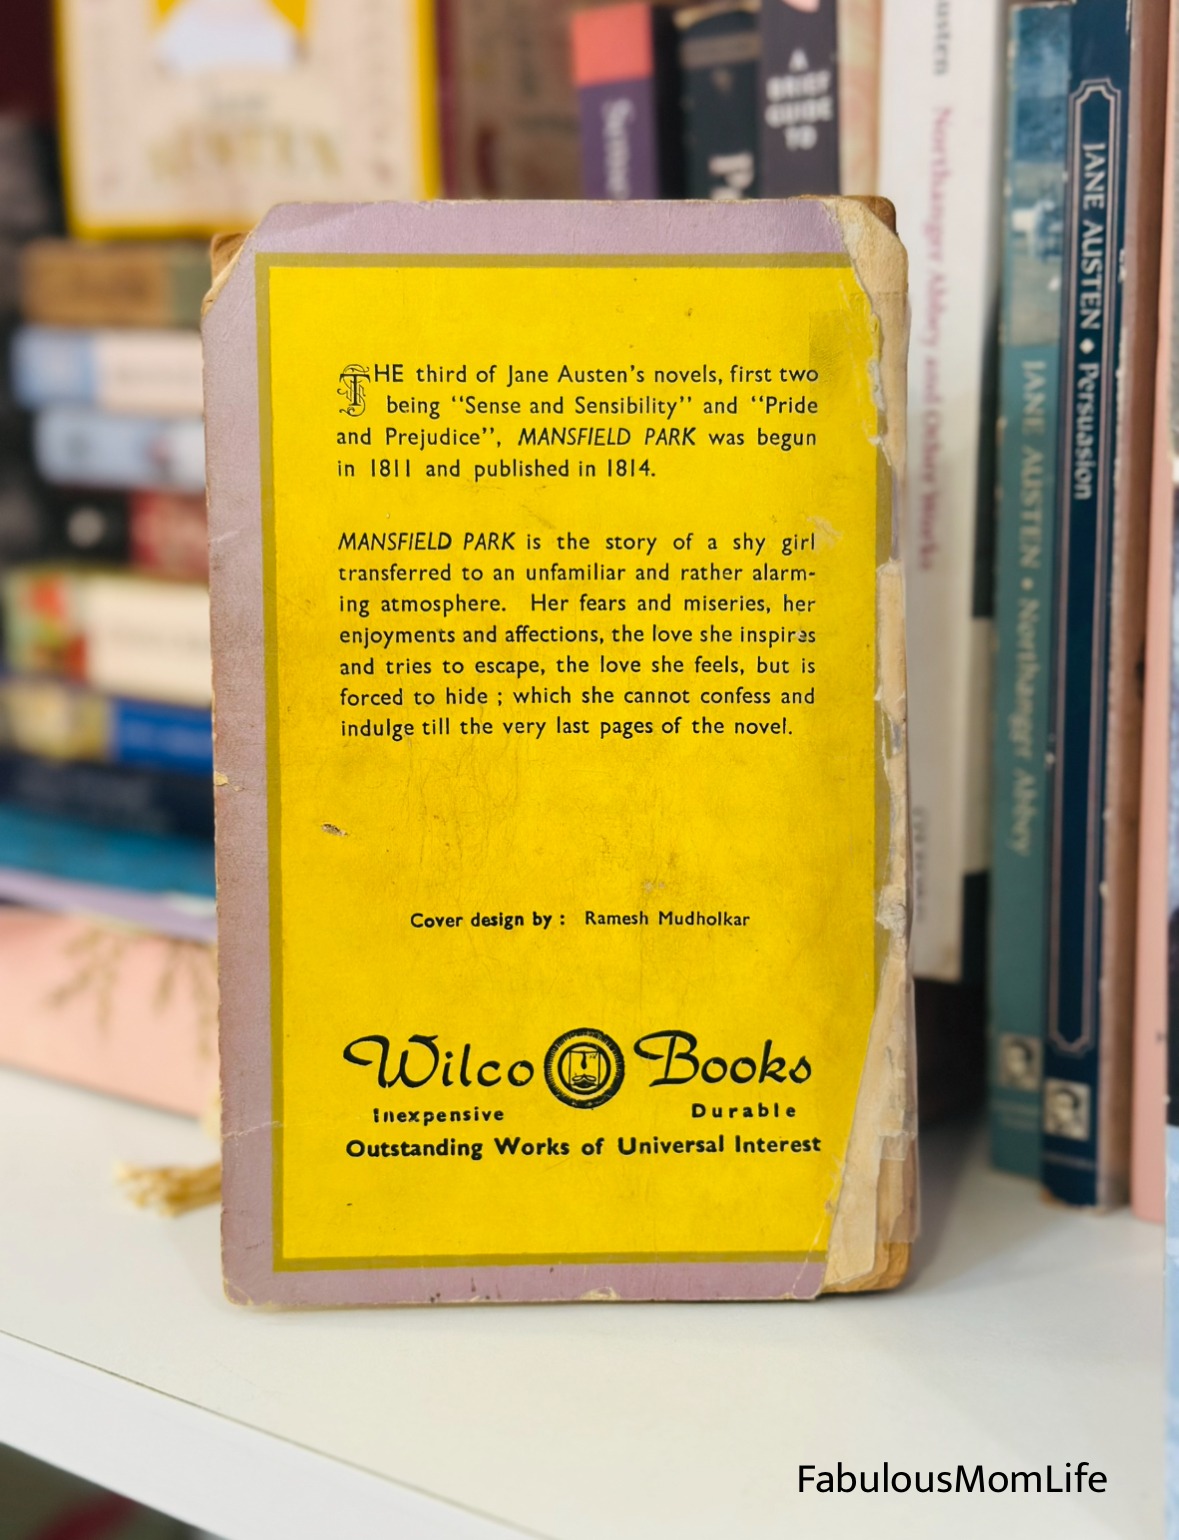 THE third of Jane Austen's novels, first two
being "Sense and Sensibility" and "Pride
and Prejudice", MANSFIELD PARK was begun
in 1811 and published in 1814.
MANSFIELD PARK is the story of a shy girl
transferred to an unfamiliar and rather alarm-
ing atmosphere. Her fears and miseries, her
enjoyments and affections, the love she inspires
and tries to escape, the love she feels, but is
forced to hide ; which she cannot confess and
indulge till the very last pages of the novel.
Cover design by : Ramesh Mudholkar
Wilco Books
Inexpensive Durable
Outstanding Works of Universal Interest
A
BRIEF
GUIDE
TO
Northanger Abbey and Other Works
JANE AUSTEN • Northanger Abbey
JANE AUSTEN ♦ Persuasion
FabulousMomLife